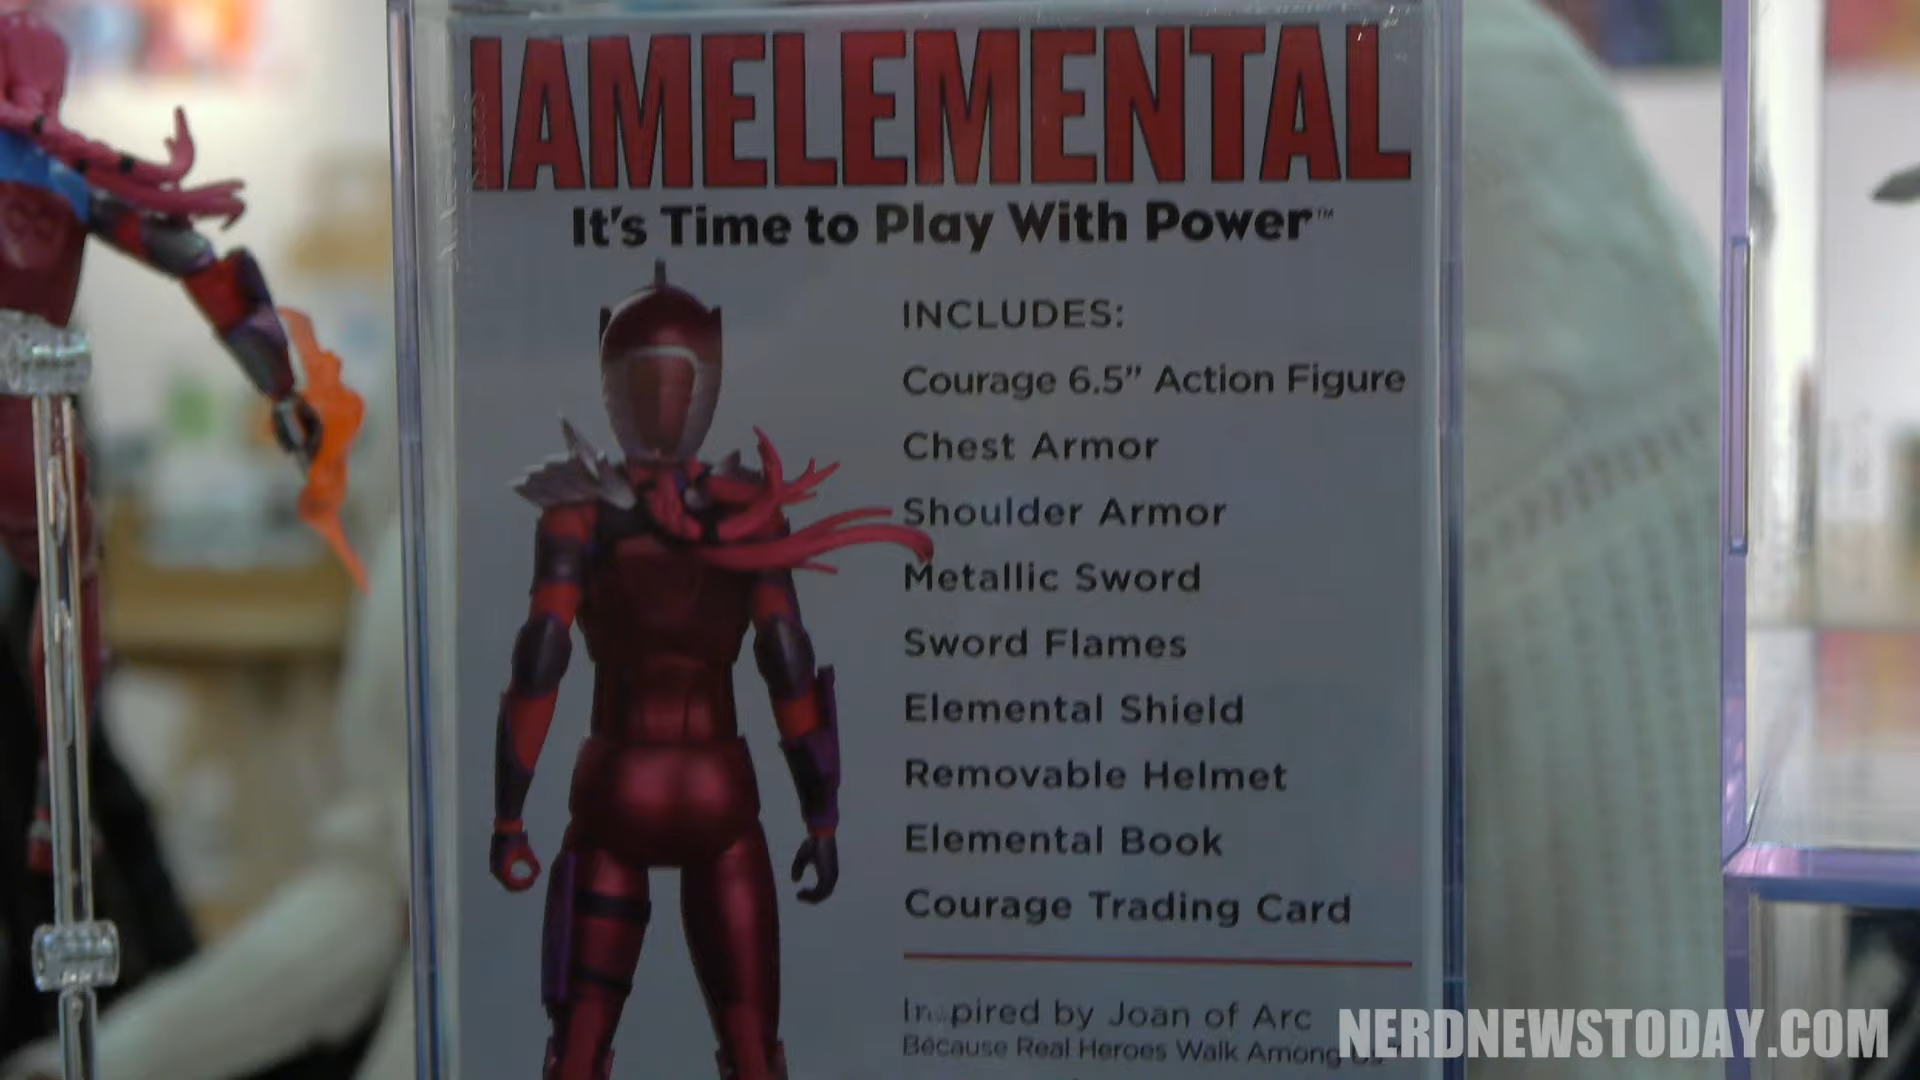 IAMELEMENTAL
It's Time to Play With Power™
INCLUDES:
Courage 6.5" Action Figure
Chest Armor
Shoulder Armor
Metallic Sword
Sword Flames
Elemental Shield
Removable Helmet
Elemental Book
Courage Trading Card
Inspired by Joan of Arc
Because Real Heroes Walk Among Us
NERDNEWSTODAY.COM